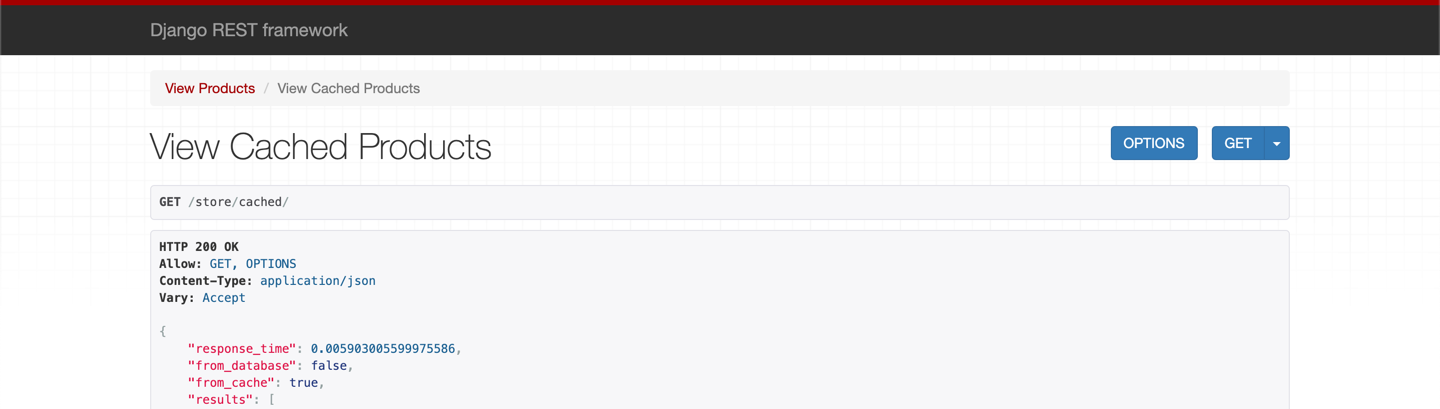 Django REST framework
View Products / View Cached Products
View Cached Products
OPTIONS GET
GET /store/cached/
HTTP 200 OK
Allow: GET, OPTIONS
Content-Type: application/json
Vary: Accept
{
"response_time": 0.005903005599975586,
"from_database": false,
"from_cache": true,
"results": [